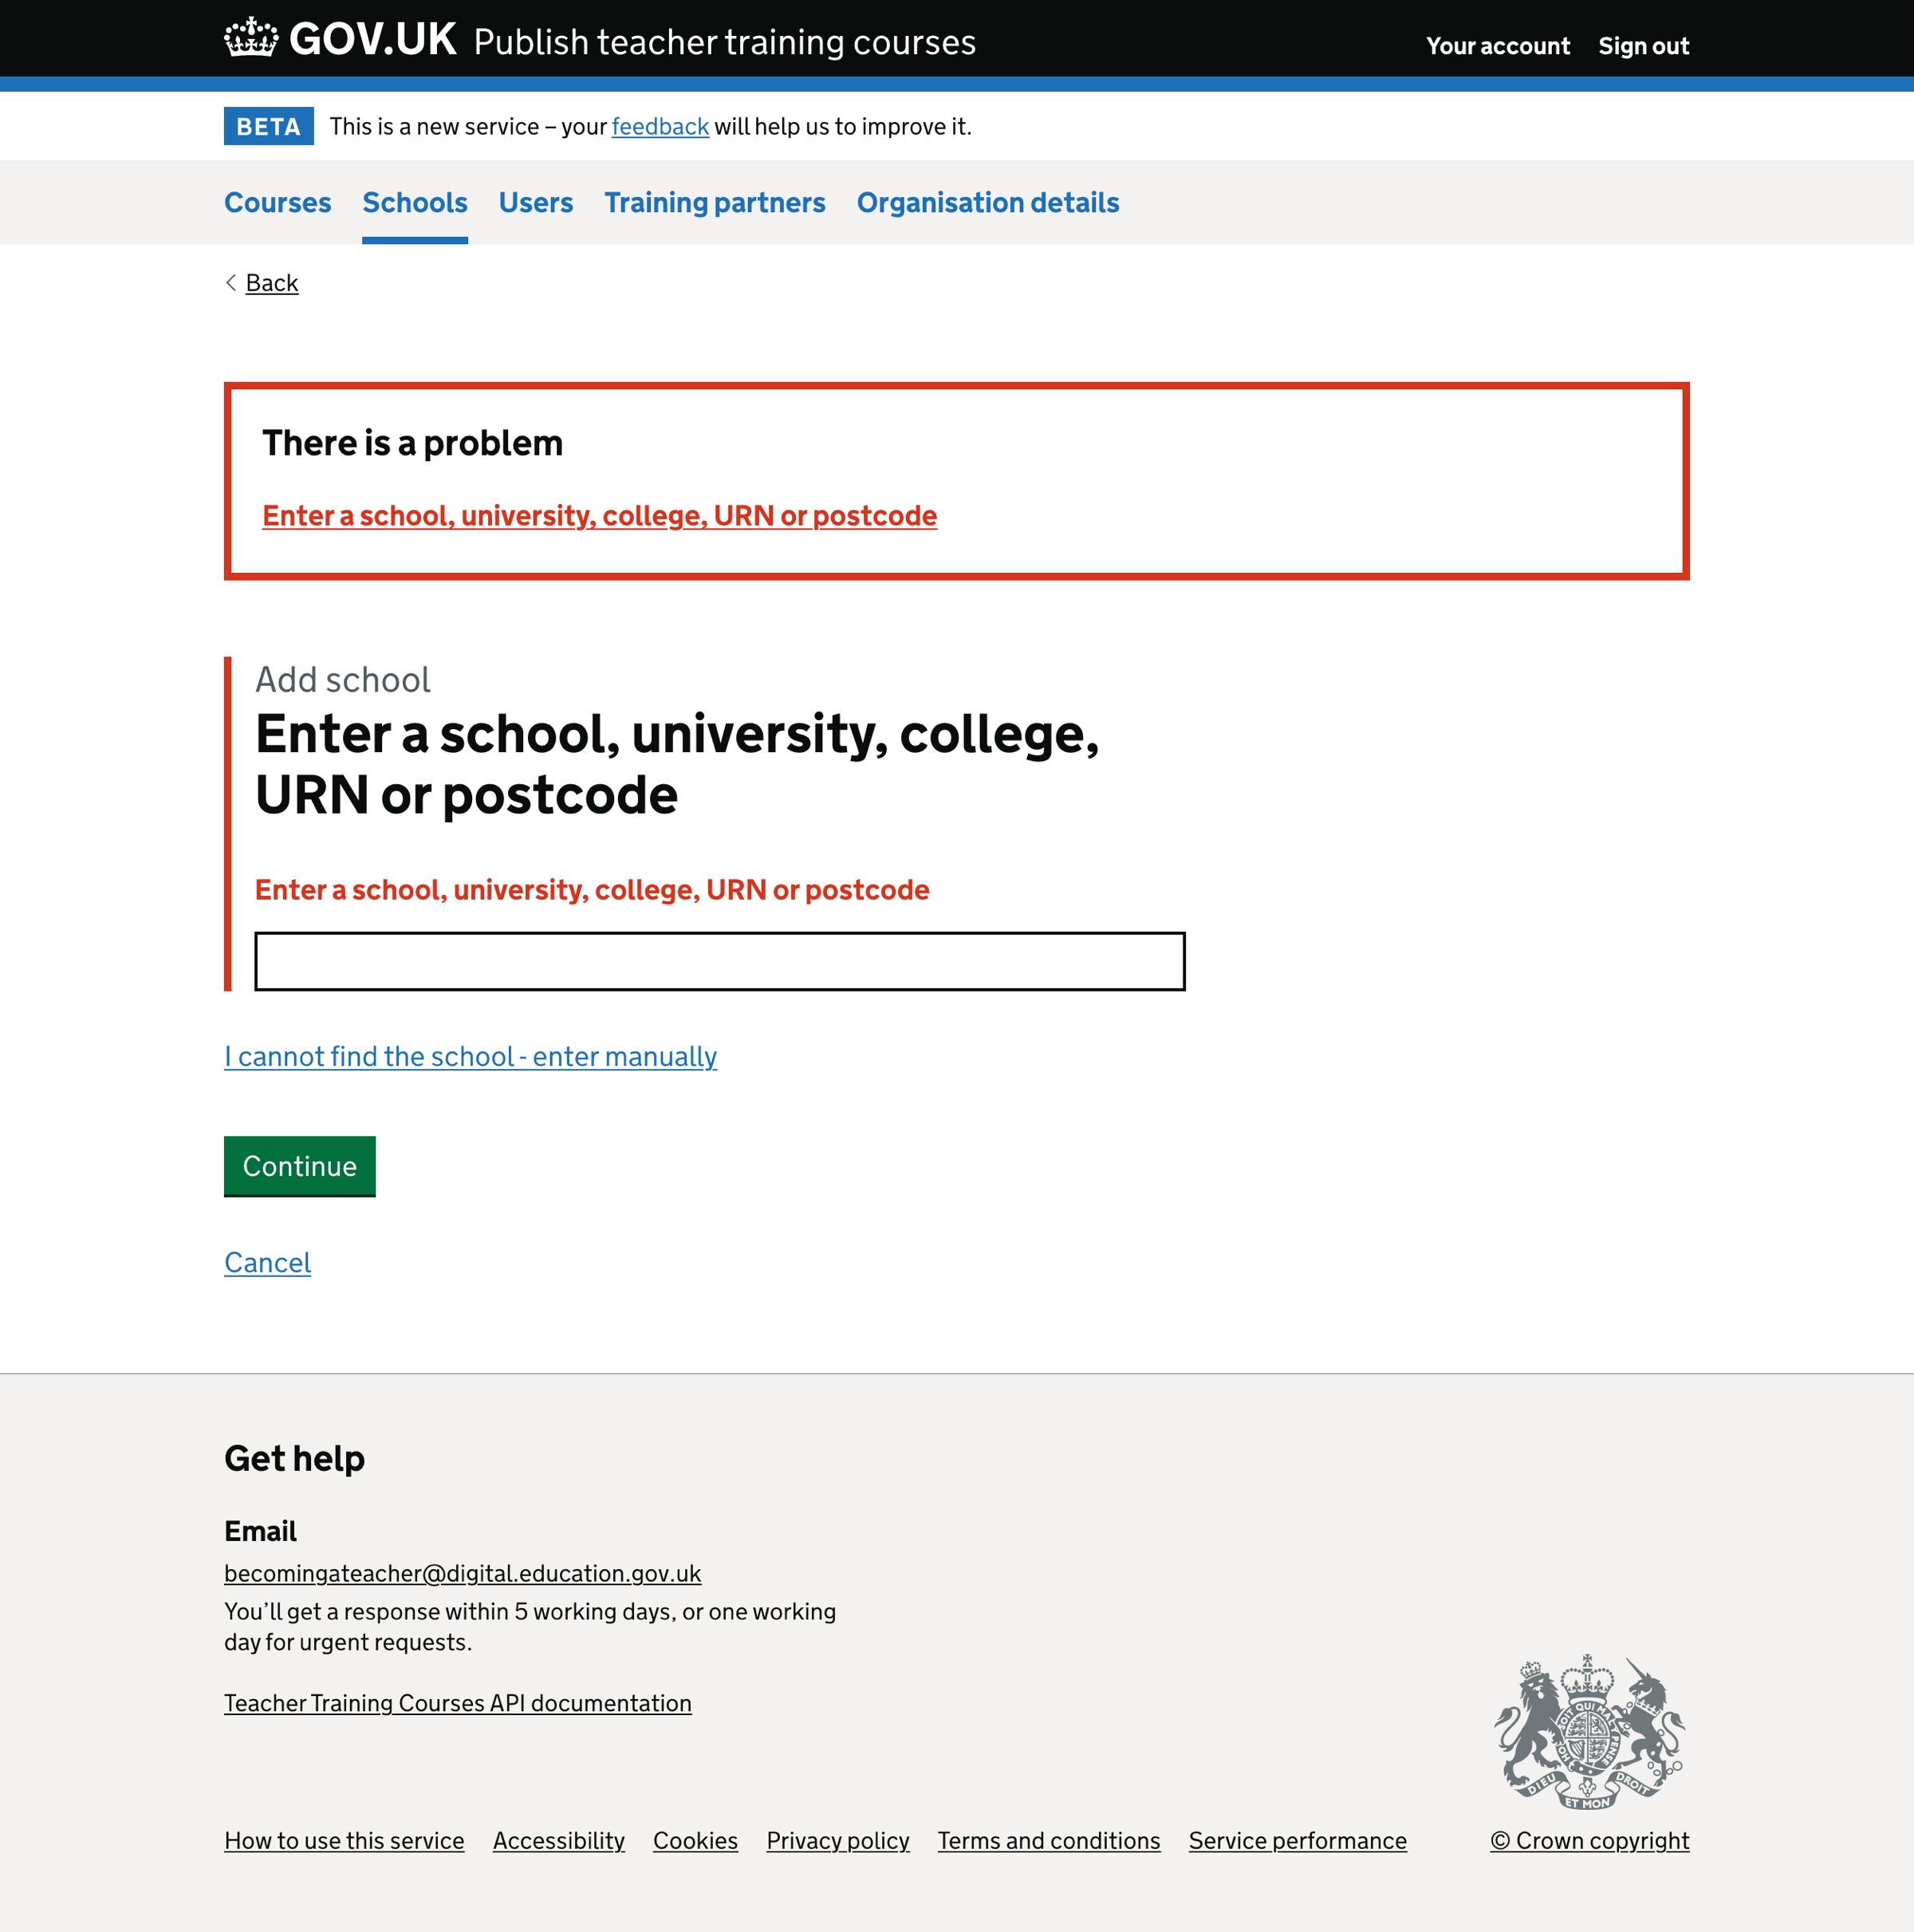 GOV.UK Publish teacher training courses
Your account Sign out
BETA This is a new service – your feedback will help us to improve it.
Courses Schools Users Training partners Organisation details
Back
There is a problem
Enter a school, university, college, URN or postcode
Add school
Enter a school, university, college,
URN or postcode
Enter a school, university, college, URN or postcode
I cannot find the school - enter manually
Continue
Cancel
Get help
Email
becomingateacher@digital.education.gov.uk
You’ll get a response within 5 working days, or one working
day for urgent requests.
Teacher Training Courses API documentation
DIEU ET MON DROIT
How to use this service Accessibility Cookies Privacy policy Terms and conditions Service performance © Crown copyright